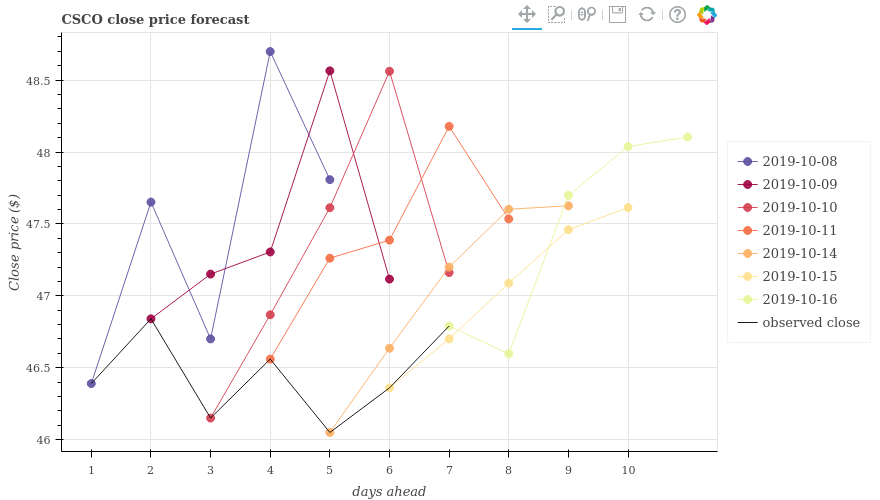 CSCO close price forecast
Close price ($)
48.5
48
47.5
47
46.5
46
1 2 3 4 5 6 7 8 9 10
days ahead
2019-10-08
2019-10-09
2019-10-10
2019-10-11
2019-10-14
2019-10-15
2019-10-16
observed close